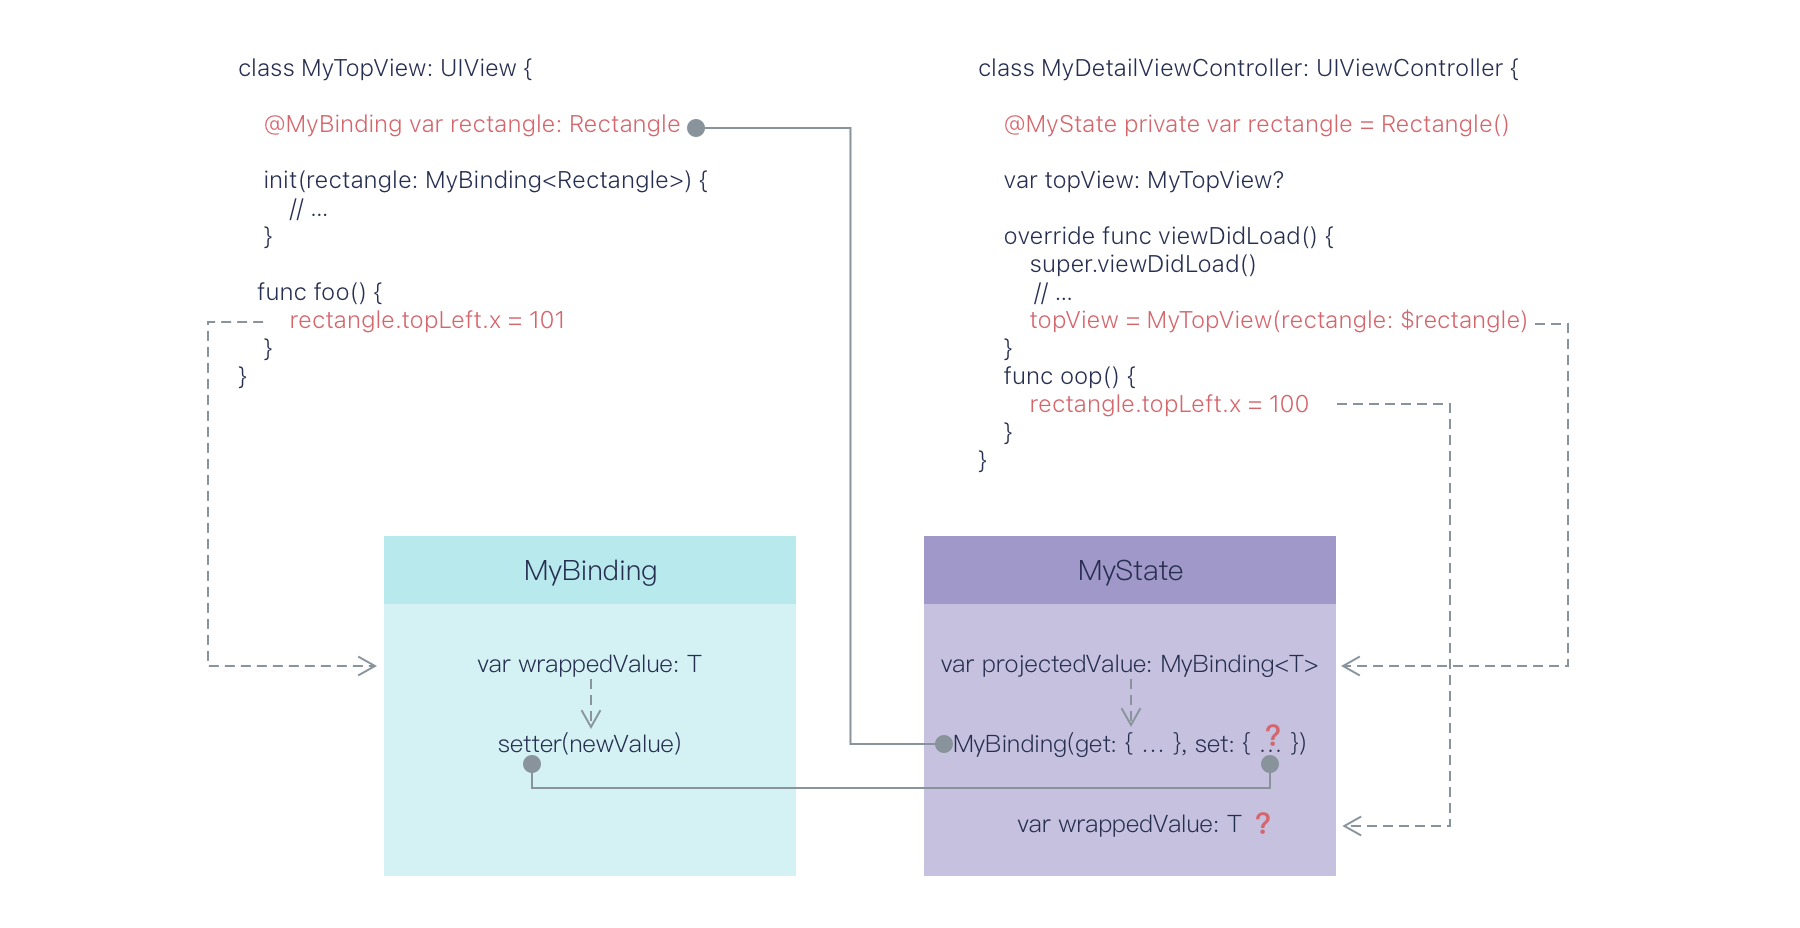 class MyTopView: UIView {
@MyBinding var rectangle: Rectangle
init(rectangle: MyBinding<Rectangle>) {
// ...
}
func foo() {
rectangle.topLeft.x = 101
}
}
class MyDetailViewController: UIViewController {
@MyState private var rectangle = Rectangle()
var topView: MyTopView?
override func viewDidLoad() {
super.viewDidLoad()
// ...
topView = MyTopView(rectangle: $rectangle)
}
func oop() {
rectangle.topLeft.x = 100
}
}
MyBinding
var wrappedValue: T
setter(newValue)
MyState
var projectedValue: MyBinding<T>
MyBinding(get: { ... }, set: { ... })
❓
var wrappedValue: T ❓